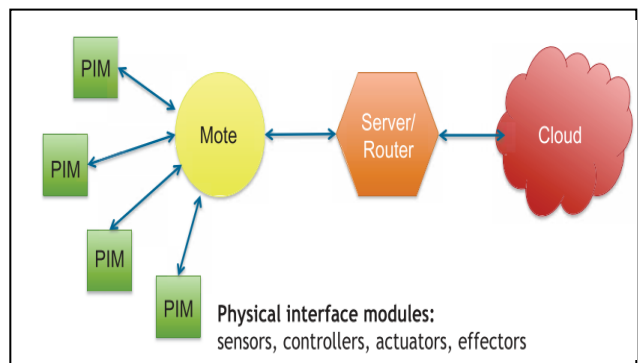 PIM
PIM
PIM
PIM
Mote
Server/
Router
Cloud
Physical interface modules:
sensors, controllers, actuators, effectors